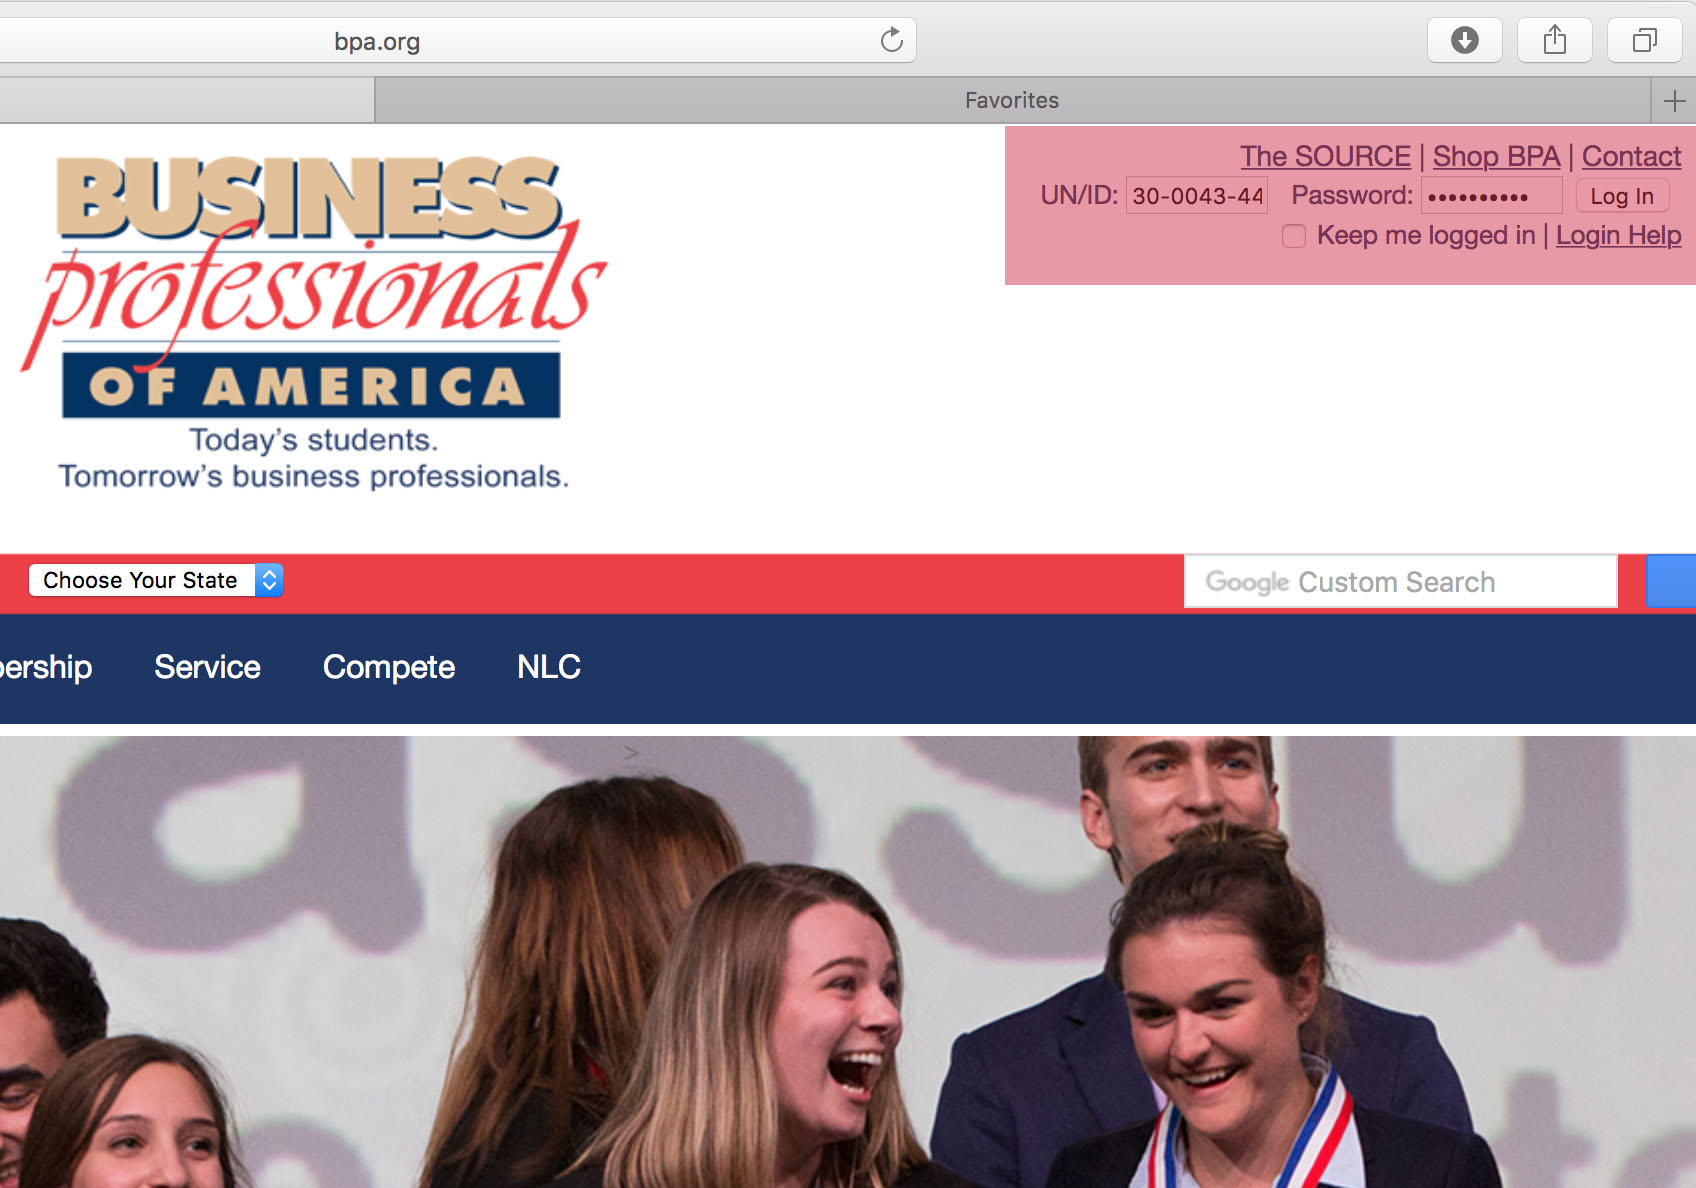 bpa.org
Favorites
The SOURCE | Shop BPA | Contact
UN/ID: 30-0043-44 Password: •••••••••• Log In
Keep me logged in | Login Help
BUSINESS
professionals
OF AMERICA
Today's students.
Tomorrow's business professionals.
Choose Your State
Google Custom Search
bership Service Compete NLC
>